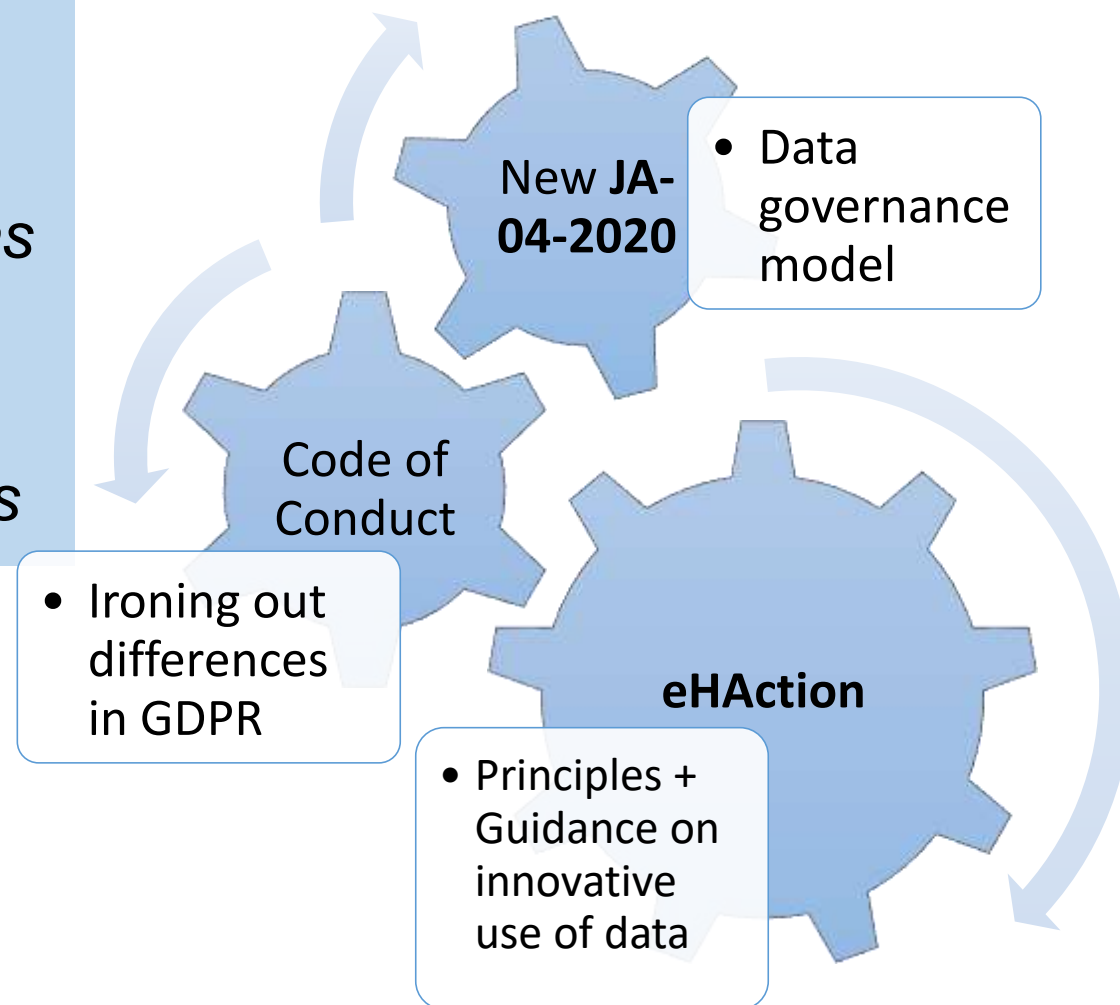 New JA-
04-2020
• Data
governance
model
Code of
Conduct
• Ironing out
differences
in GDPR
eHAction
• Principles +
Guidance on
innovative
use of data